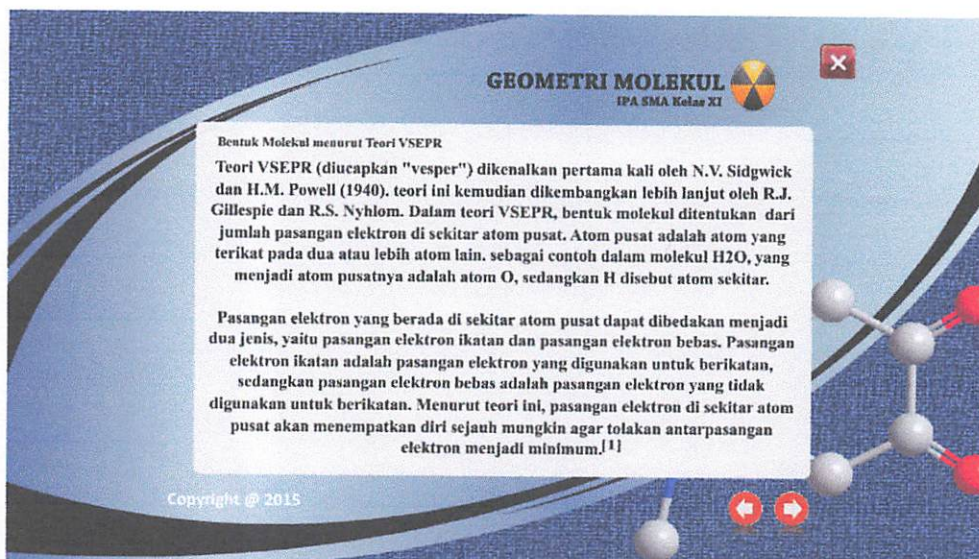 GEOMETRI MOLEKUL
IPA SMA Kelas XI
Bentuk Molekul menurut Teori VSEPR
Teori VSEPR (diucapkan "vesper") dikenalkan pertama kali oleh N.V. Sidgwick
dan H.M. Powell (1940). teori ini kemudian dikembangkan lebih lanjut oleh R.J.
Gillespie dan R.S. Nyhlom. Dalam teori VSEPR, bentuk molekul ditentukan dari
jumlah pasangan elektron di sekitar atom pusat. Atom pusat adalah atom yang
terikat pada dua atau lebih atom lain. sebagai contoh dalam molekul H2O, yang
menjadi atom pusatnya adalah atom O, sedangkan H disebut atom sekitar.
Pasangan elektron yang berada di sekitar atom pusat dapat dibedakan menjadi
dua jenis, yaitu pasangan elektron ikatan dan pasangan elektron bebas. Pasangan
elektron ikatan adalah pasangan elektron yang digunakan untuk berikatan,
sedangkan pasangan elektron bebas adalah pasangan elektron yang tidak
digunakan untuk berikatan. Menurut teori ini, pasangan elektron di sekitar atom
pusat akan menempatkan diri sejauh mungkin agar tolakan antarpasangan
elektron menjadi minimum.[1]
Copyright @ 2015